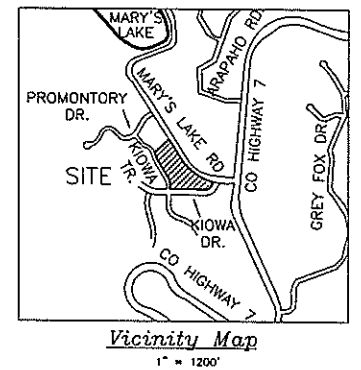 MARY'S
LAKE
PROMONTORY
DR.
MARY'S LAKE RD
ARAPAHO RD
CO HIGHWAY 7
GREY FOX DR.
KIOWA
TR.
SITE
KIOWA
DR.
CO HIGHWAY 7
Vicinity Map
1" = 1200'